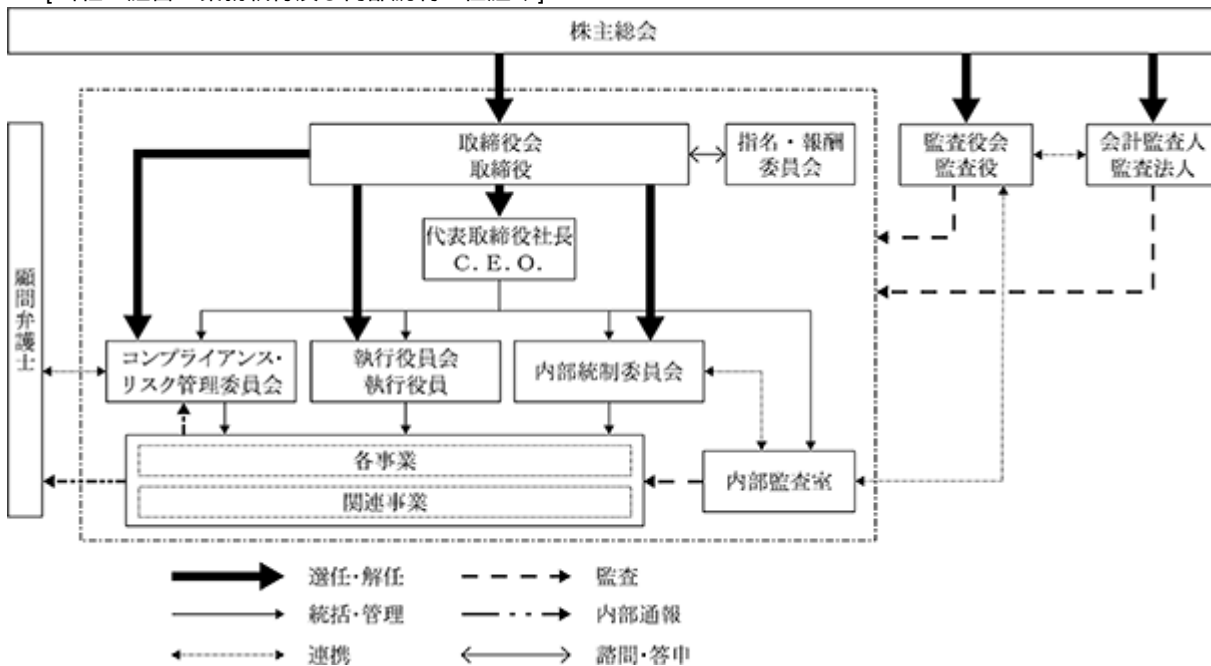 株主総会
取締役会
取締役
指名・報酬
委員会
監査役会
監査役
会計監査人
監査法人
代表取締役社長
C. E. O.
顧問弁護士
コンプライアンス・
リスク管理委員会
執行役員会
執行役員
内部統制委員会
各事業
関連事業
内部監査室
選任・解任
監査
統括・管理
内部通報
連携
諮問・答申